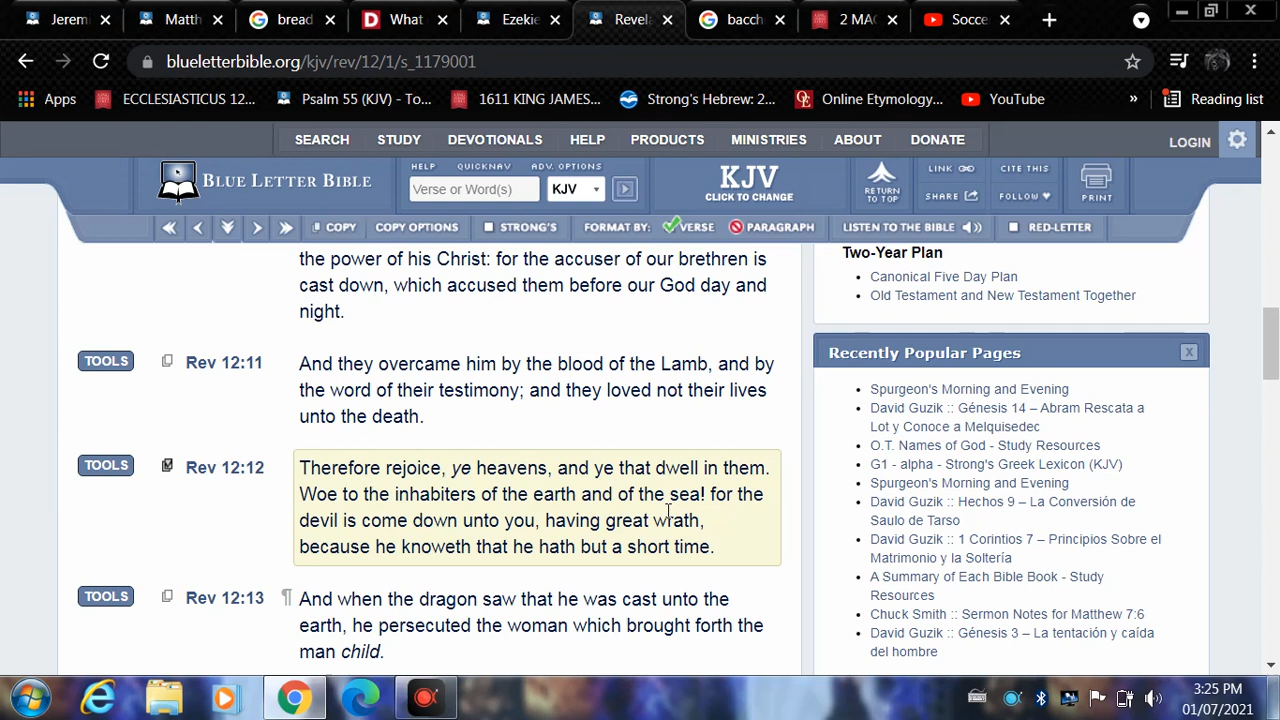 Jeremi
Matth
bread
What
Ezekie
Revela
bacchi
2 MAC
Socce
blueletterbible.org/kjv/rev/12/1/s_1179001
Apps
ECCLESIASTICUS 12...
Psalm 55 (KJV) - To...
1611 KING JAMES...
Strong's Hebrew: 2...
Online Etymology...
YouTube
»
Reading list
SEARCH
STUDY
DEVOTIONALS
HELP
PRODUCTS
MINISTRIES
ABOUT
DONATE
LOGIN
BLUE LETTER BIBLE
HELP
QUICKNAV
ADV. OPTIONS
Verse or Word(s)
KJV
KJV
CLICK TO CHANGE
RETURN
TO TOP
LINK
CITE THIS
SHARE
FOLLOW
PRINT
COPY
COPY OPTIONS
STRONG'S
FORMAT BY:
VERSE
PARAGRAPH
LISTEN TO THE BIBLE
RED-LETTER
the power of his Christ: for the accuser of our brethren is
cast down, which accused them before our God day and
night.
TOOLS
Rev 12:11
And they overcame him by the blood of the Lamb, and by
the word of their testimony; and they loved not their lives
unto the death.
TOOLS
Rev 12:12
Therefore rejoice, ye heavens, and ye that dwell in them.
Woe to the inhabiters of the earth and of the sea! for the
devil is come down unto you, having great wrath,
because he knoweth that he hath but a short time.
TOOLS
Rev 12:13
¶
And when the dragon saw that he was cast unto the
earth, he persecuted the woman which brought forth the
man child.
Two-Year Plan
Canonical Five Day Plan
Old Testament and New Testament Together
Recently Popular Pages
X
Spurgeon's Morning and Evening
David Guzik :: Génesis 14 – Abram Rescata a
Lot y Conoce a Melquisedec
O.T. Names of God - Study Resources
G1 - alpha - Strong's Greek Lexicon (KJV)
Spurgeon's Morning and Evening
David Guzik :: Hechos 9 – La Conversión de
Saulo de Tarso
David Guzik :: 1 Corintios 7 – Principios Sobre el
Matrimonio y la Soltería
A Summary of Each Bible Book - Study
Resources
Chuck Smith :: Sermon Notes for Matthew 7:6
David Guzik :: Génesis 3 – La tentación y caída
del hombre
3:25 PM
01/07/2021